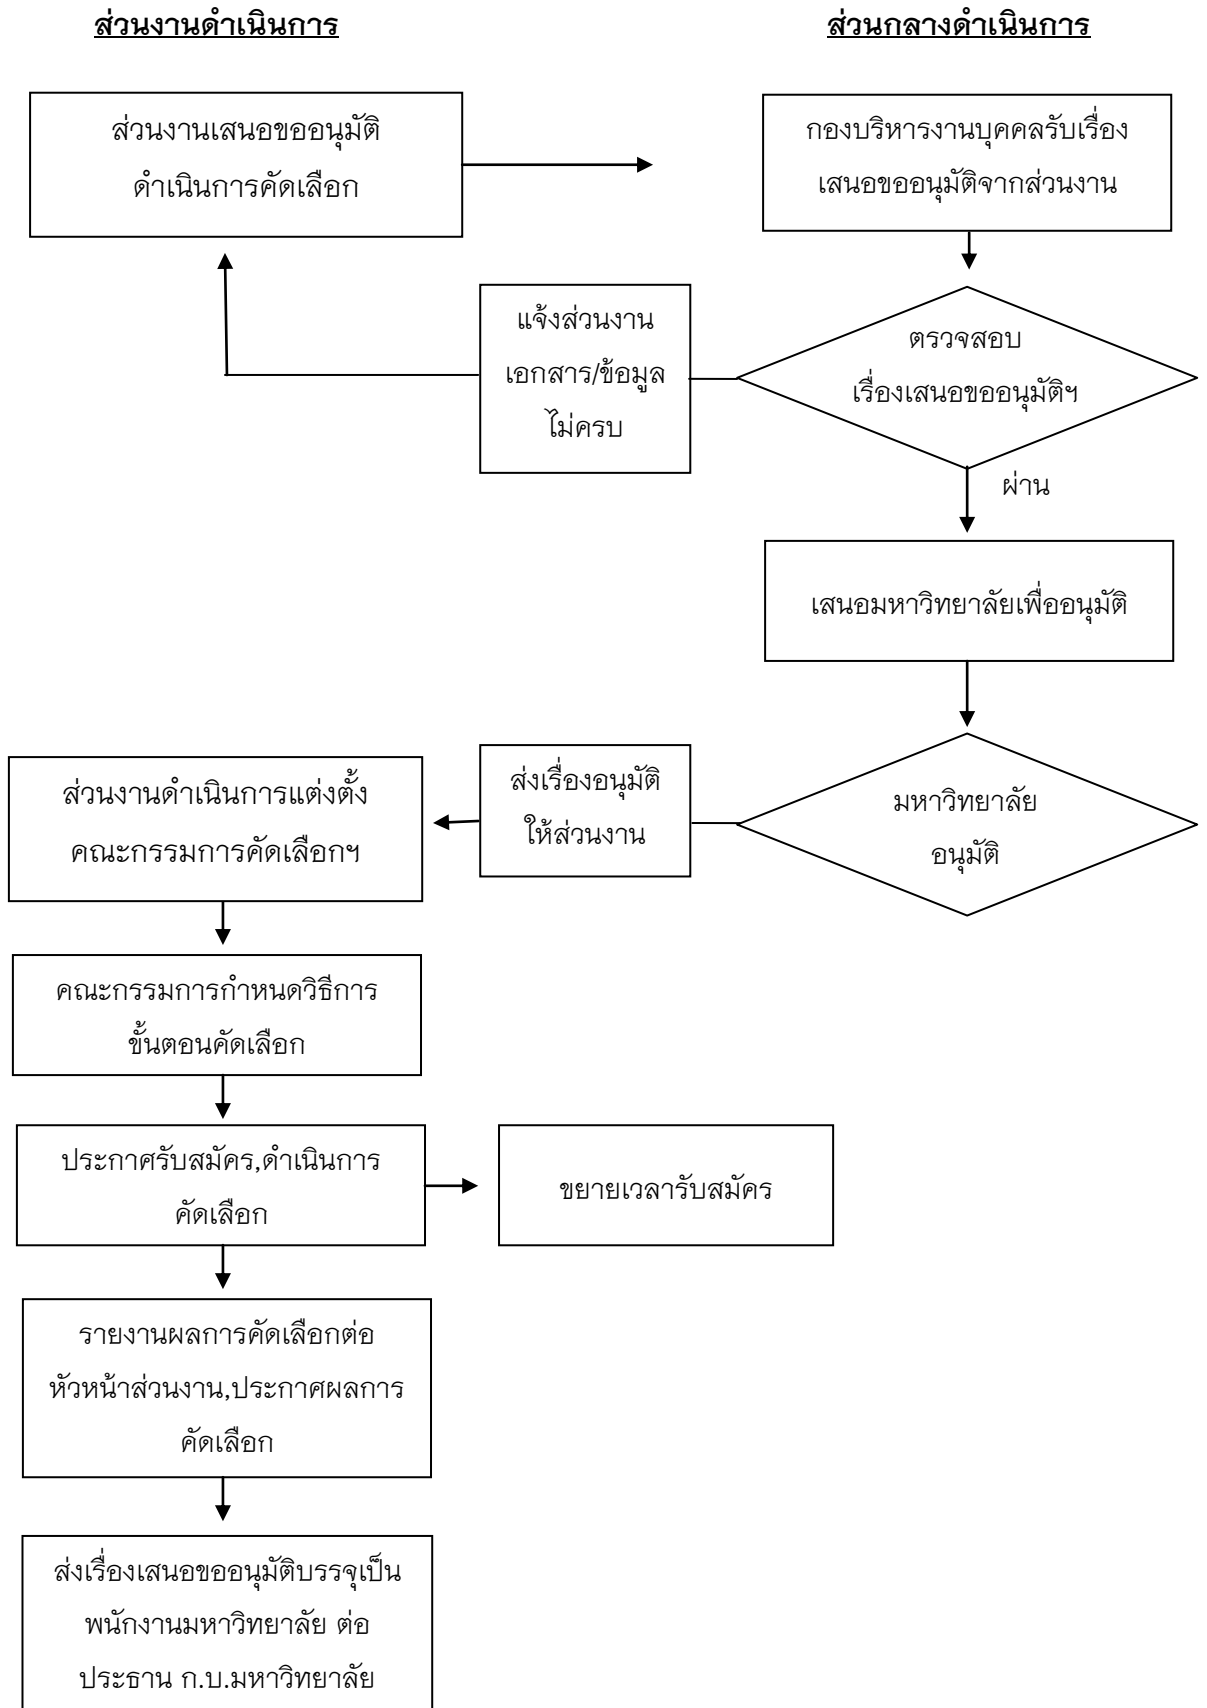 ส่วนงานดำเนินการ
ส่วนกลางดำเนินการ
ส่วนงานเสนอขออนุมัติ
ดำเนินการคัดเลือก
กองบริหารงานบุคคลรับเรื่อง
เสนอขออนุมัติจากส่วนงาน
แจ้งส่วนงาน
เอกสาร/ข้อมูล
ไม่ครบ
ตรวจสอบ
เรื่องเสนอขออนุมัติฯ
ผ่าน
เสนอมหาวิทยาลัยเพื่ออนุมัติ
มหาวิทยาลัย
อนุมัติ
ส่งเรื่องอนุมัติ
ให้ส่วนงาน
ส่วนงานดำเนินการแต่งตั้ง
คณะกรรมการคัดเลือกฯ
คณะกรรมการกำหนดวิธีการ
ขั้นตอนคัดเลือก
ประกาศรับสมัคร,ดำเนินการ
คัดเลือก
ขยายเวลารับสมัคร
รายงานผลการคัดเลือกต่อ
หัวหน้าส่วนงาน,ประกาศผลการ
คัดเลือก
ส่งเรื่องเสนอขออนุมัติบรรจุเป็น
พนักงานมหาวิทยาลัย ต่อ
ประธาน ก.บ.มหาวิทยาลัย